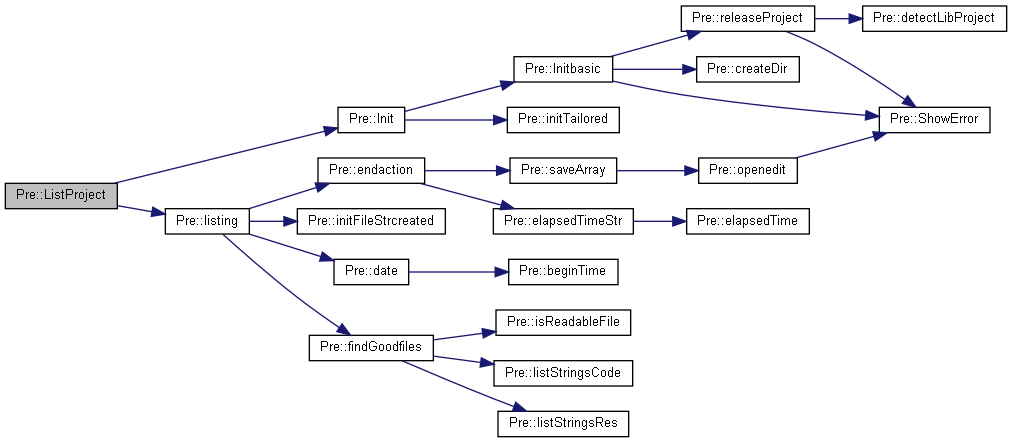 Pre::releaseProject
Pre::detectLibProject
Pre::Initbasic
Pre::createDir
Pre::Init
Pre::initTailored
Pre::ShowError
Pre::endaction
Pre::saveArray
Pre::openedit
Pre::ListProject
Pre::listing
Pre::initFileStrcreated
Pre::elapsedTimeStr
Pre::elapsedTime
Pre::date
Pre::beginTime
Pre::isReadableFile
Pre::findGoodfiles
Pre::listStringsCode
Pre::listStringsRes